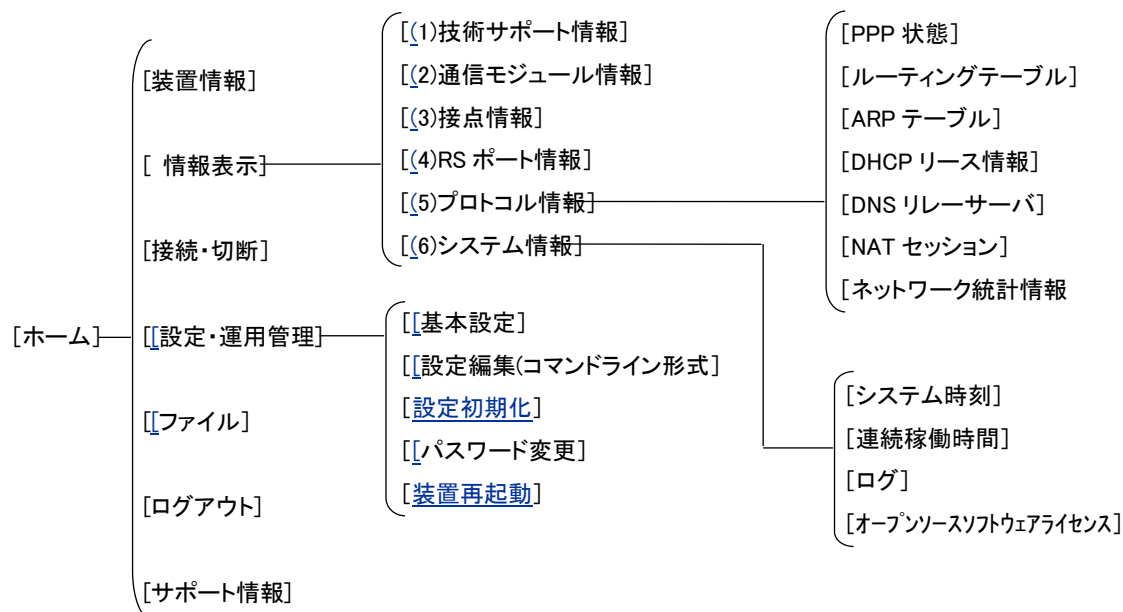 [ホーム]
[装置情報]
[ 情報表示]
[接続・切断]
[[設定・運用管理]
[[ファイル]
[ログアウト]
[サポート情報]
[(1)技術サポート情報]
[(2)通信モジュール情報]
[(3)接点情報]
[(4)RS ポート情報]
[(5)プロトコル情報]
[(6)システム情報]
[[基本設定]
[[設定編集(コマンドライン形式]
[設定初期化]
[[パスワード変更]
[装置再起動]
[PPP 状態]
[ルーティングテーブル]
[ARP テーブル]
[DHCP リース情報]
[DNS リレーサーバ]
[NAT セッション]
[ネットワーク統計情報
[システム時刻]
[連続稼働時間]
[ログ]
[オープンソースソフトウェアライセンス]